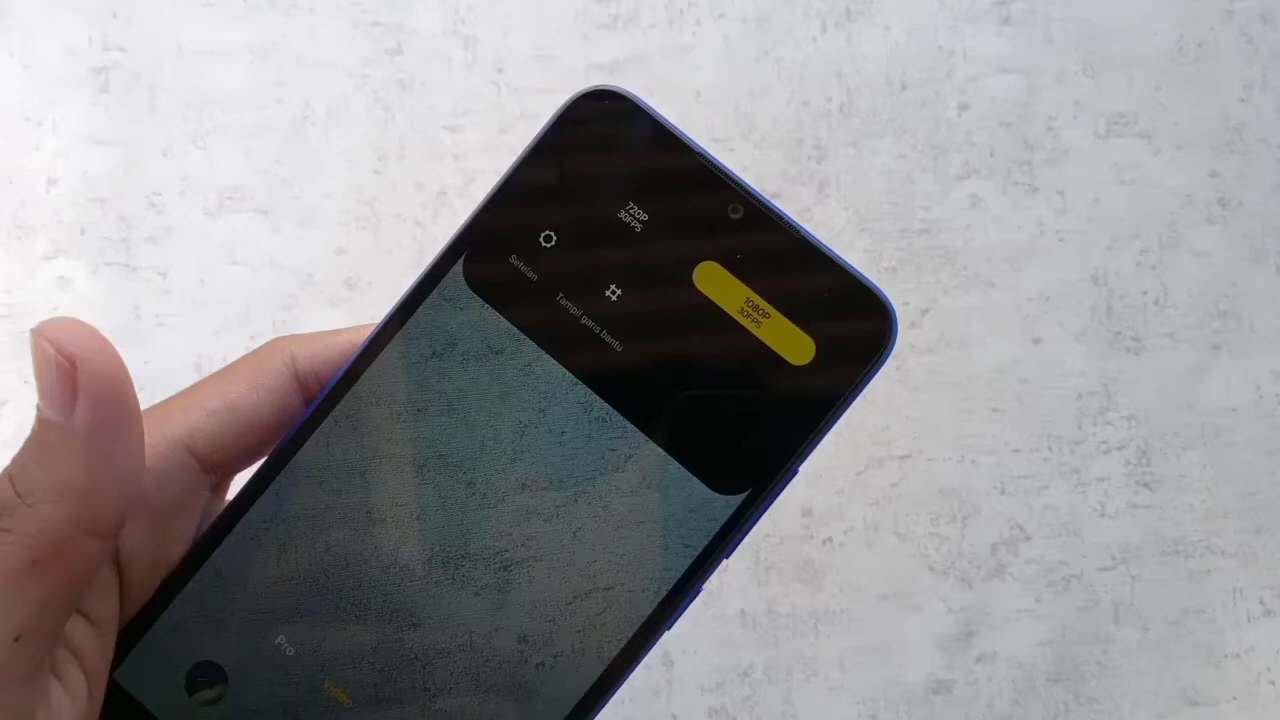 720P
30FPS
1080P
30FPS
Setelan
Tampil garis bantu
Pro
Video